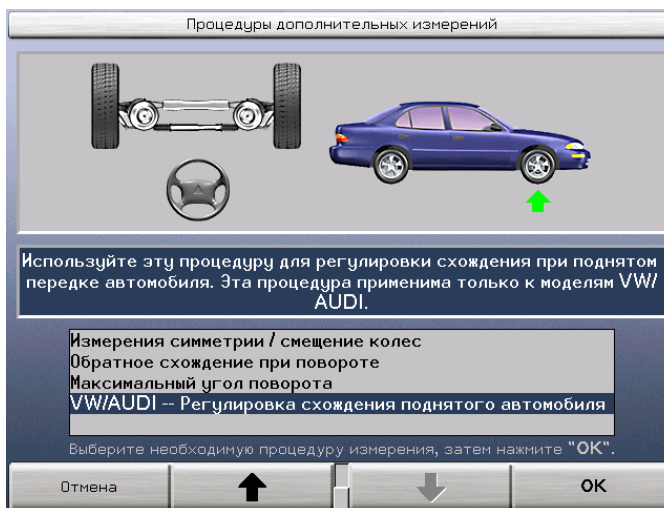 Процедуры дополнительных измерений
Используйте эту процедуру для регулировки схождения при поднятом
передке автомобиля. Эта процедура применима только к моделям VW/
AUDI.
Измерения симметрии / смещение колес
Обратное схождение при повороте
Максимальный угол поворота
VW/AUDI -- Регулировка схождения поднятого автомобиля
Выберите необходимую процедуру измерения, затем нажмите "OK".
Отмена
OK